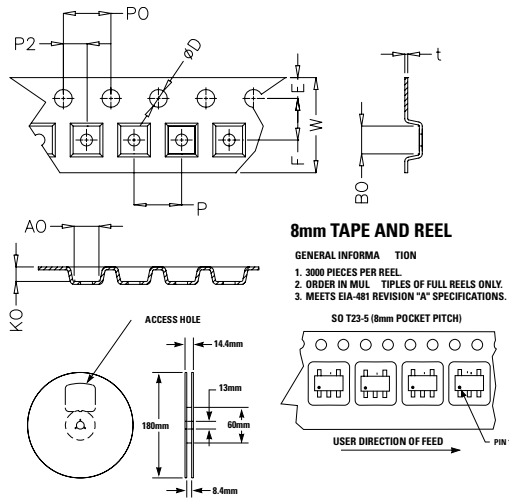 P0
P2
ØD
E
W
F
P
t
B0
A0
K0
8mm TAPE AND REEL
GENERAL INFORMA TION
1. 3000 PIECES PER REEL.
2. ORDER IN MUL TIPLES OF FULL REELS ONLY.
3. MEETS EIA-481 REVISION "A" SPECIFICATIONS.
ACCESS HOLE
14.4mm
13mm
180mm
60mm
8.4mm
SO T23-5 (8mm POCKET PITCH)
USER DIRECTION OF FEED
PIN 1